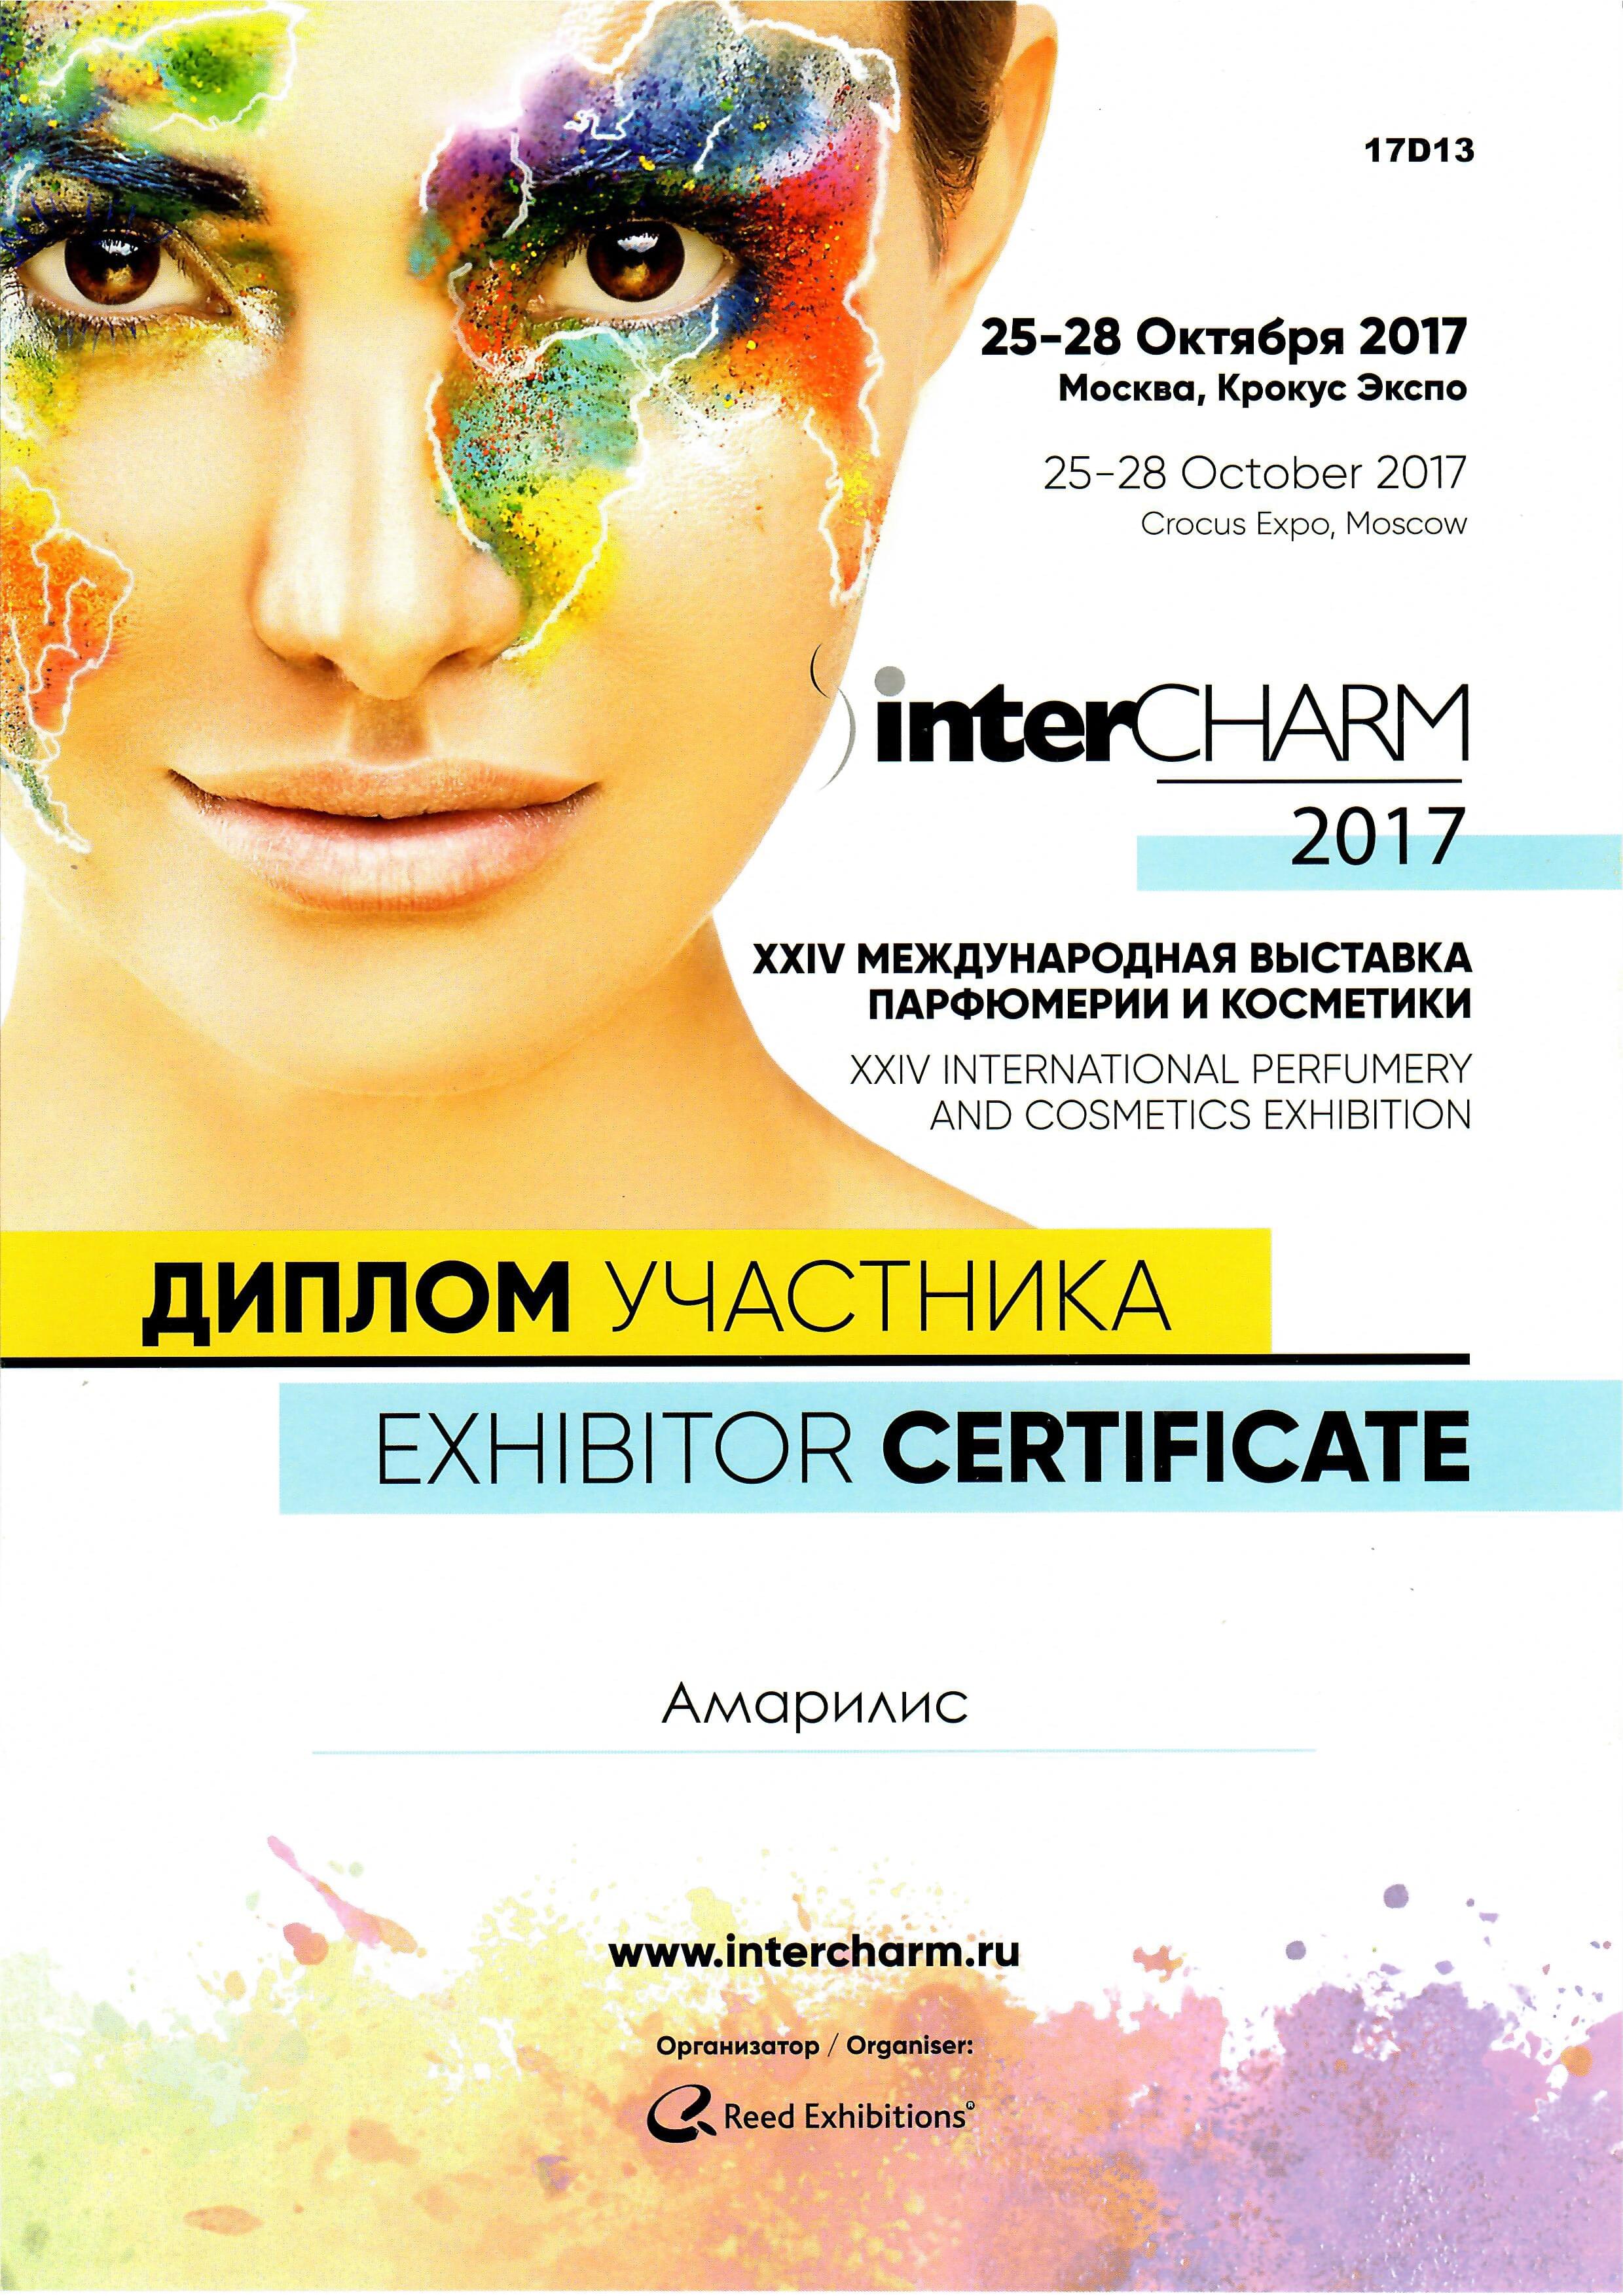 17D13
25-28 Октября 2017
Москва, Крокус Экспо
25-28 October 2017
Crocus Expo, Moscow
interCHARM
2017
XXIV МЕЖДУНАРОДНАЯ ВЫСТАВКА
ПАРФЮМЕРИИ И КОСМЕТИКИ
XXIV INTERNATIONAL PERFUMERY
AND COSMETICS EXHIBITION
ДИПЛОМ УЧАСТНИКА
EXHIBITOR CERTIFICATE
Амарилис
www.intercharm.ru
Организатор / Organiser:
Reed Exhibitions®